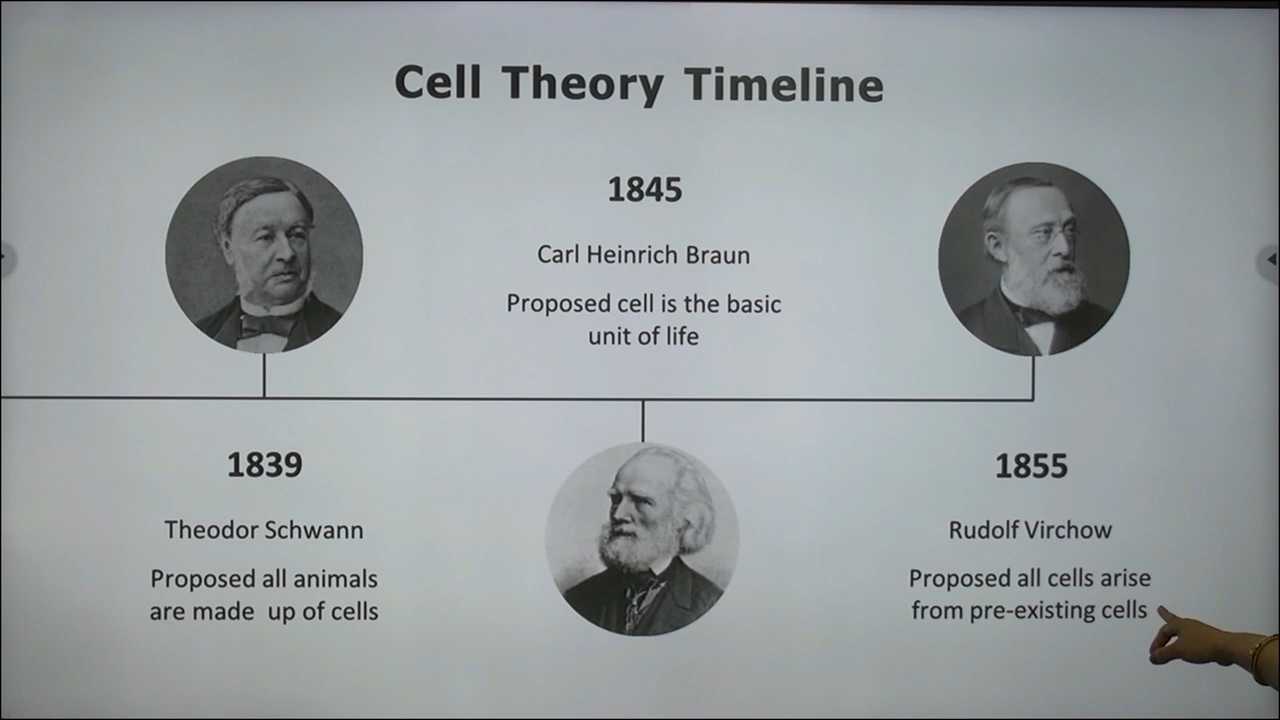 Cell Theory Timeline
1839
Theodor Schwann
Proposed all animals
are made up of cells
1845
Carl Heinrich Braun
Proposed cell is the basic
unit of life
1855
Rudolf Virchow
Proposed all cells arise
from pre-existing cells